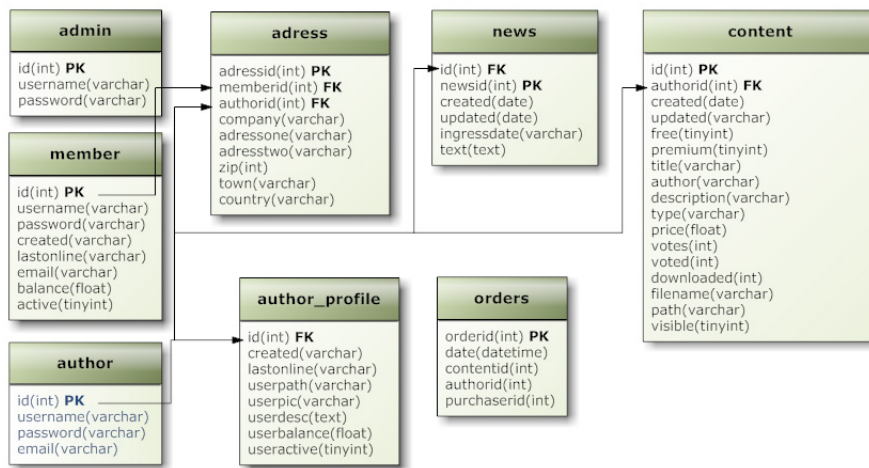 admin
id(int) PK
username(varchar)
password(varchar)
adress
adressid(int) PK
memberid(int) FK
authorid(int) FK
company(varchar)
adressone(varchar)
adresstwo(varchar)
zip(int)
town(varchar)
country(varchar)
news
id(int) FK
newsid(int) PK
created(date)
updated(date)
ingressdate(varchar)
text(text)
content
id(int) PK
authorid(int) FK
created(date)
updated(varchar)
free(tinyint)
premium(tinyint)
title(varchar)
author(varchar)
description(varchar)
type(varchar)
price(float)
votes(int)
voted(int)
downloaded(int)
filename(varchar)
path(varchar)
visible(tinyint)
member
id(int) PK
username(varchar)
password(varchar)
created(varchar)
lastonline(varchar)
email(varchar)
balance(float)
active(tinyint)
author_profile
id(int) FK
created(varchar)
lastonline(varchar)
userpath(varchar)
userpic(varchar)
userdesc(text)
userbalance(float)
useractive(tinyint)
orders
orderid(int) PK
date(datetime)
contentid(int)
authorid(int)
purchaserid(int)
author
id(int) PK
username(varchar)
password(varchar)
email(varchar)